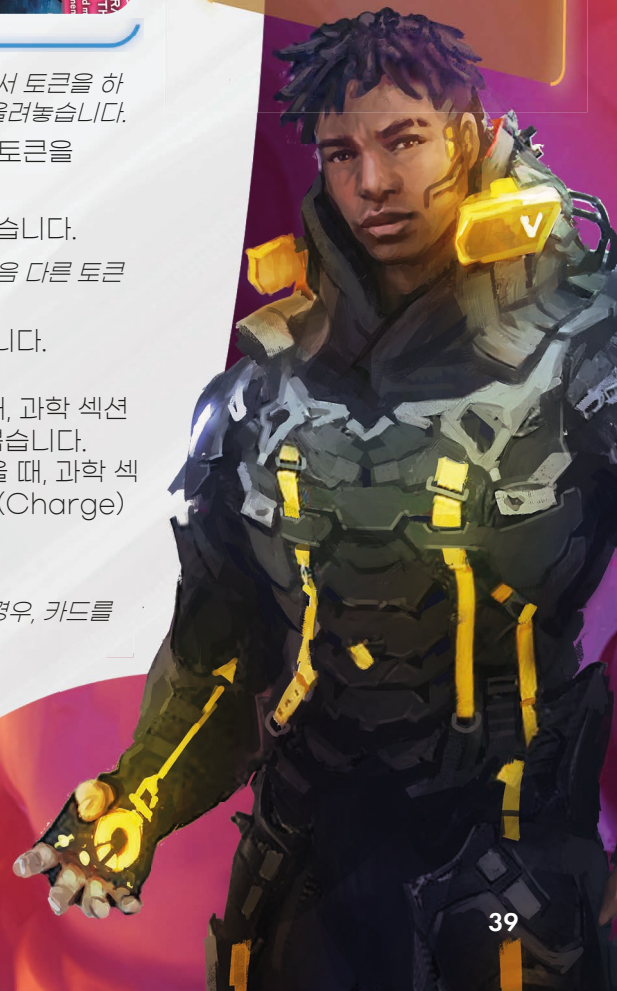 서 토큰을 하
올려놓습니다.
토큰을
습니다.
음 다른 토큰
니다.
, 과학 섹션
습니다.
을 때, 과학 섹
(Charge)
경우, 카드를
V
39